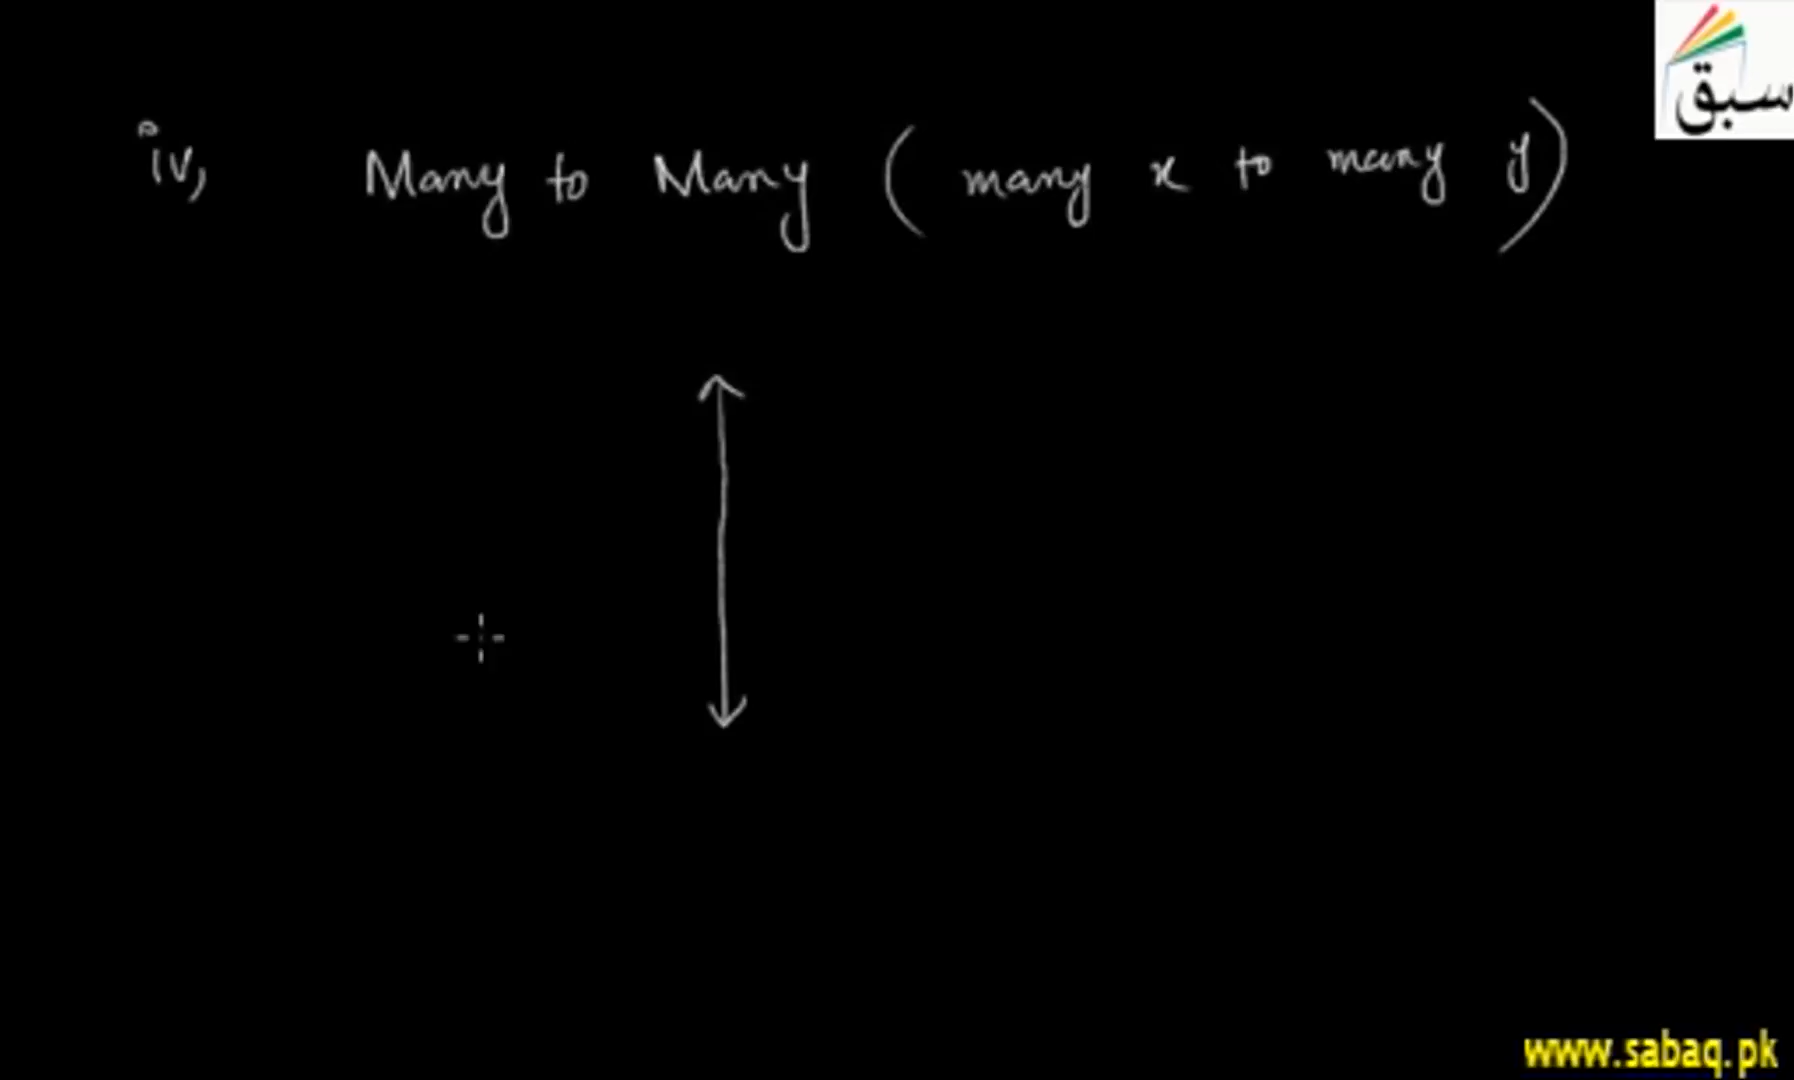 سبق
iv, Many to Many ( many x to many y )
www.sabaq.pk